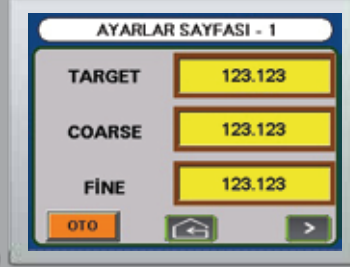 AYARLAR SAYFASI - 1
TARGET 123.123
COARSE 123.123
FİNE 123.123
OTO >